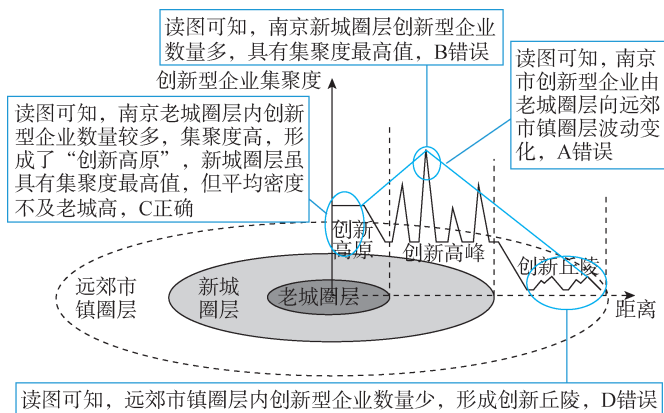 读图可知，南京新城圈层创新型企业
数量多，具有集聚度最高值，B错误
创新型企业集聚度
读图可知，南京
市创新型企业由
老城圈层向远郊
市镇圈层波动变
化，A错误
读图可知，南京老城圈层内创新
型企业数量较多，集聚度高，形
成了“创新高原”，新城圈层虽
具有集聚度最高值，但平均密度
不及老城高，C正确
创新
高原
创新高峰
创新丘陵
远郊市
镇圈层
新城
圈层
老城圈层
距离
读图可知，远郊市镇圈层内创新型企业数量少，形成创新丘陵，D错误